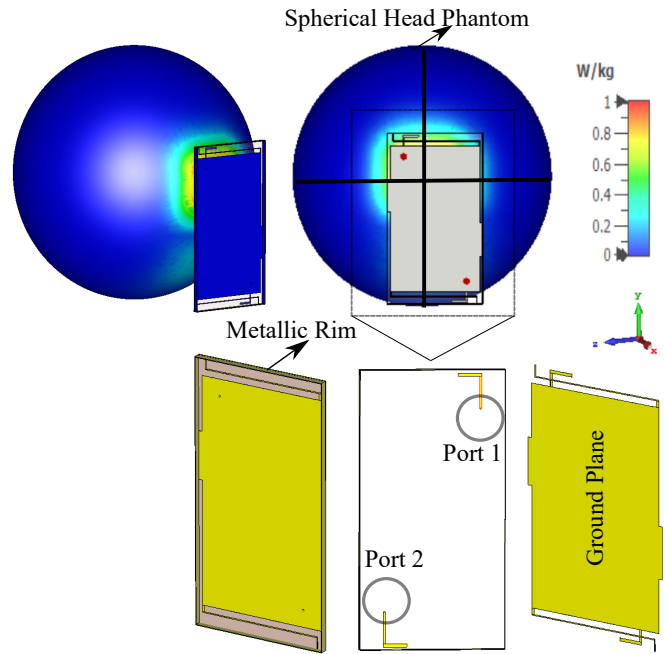 Spherical Head Phantom
W/kg
1
0.8
0.6
0.4
0.2
0
y
z
x
Metallic Rim
Port 1
Port 2
Ground Plane